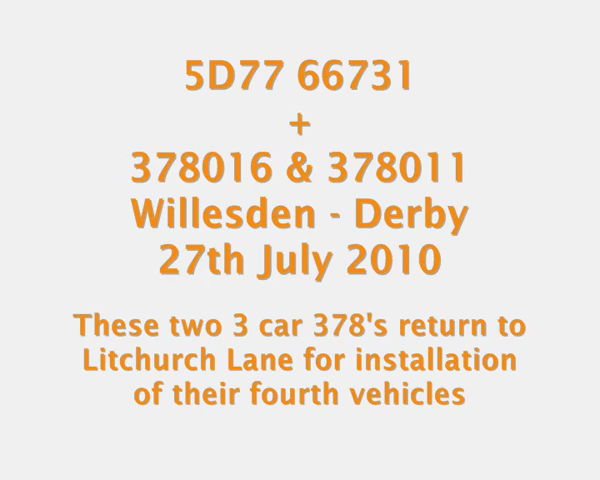 5D77 66731
+
378016 & 378011
Willesden - Derby
27th July 2010
These two 3 car 378's return to
Litchurch Lane for installation
of their fourth vehicles